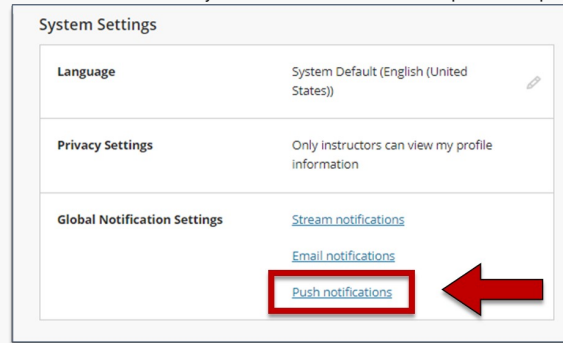 System Settings
Language
System Default (English (United
States))
Privacy Settings
Only instructors can view my profile
information
Global Notification Settings
Stream notifications
Email notifications
Push notifications